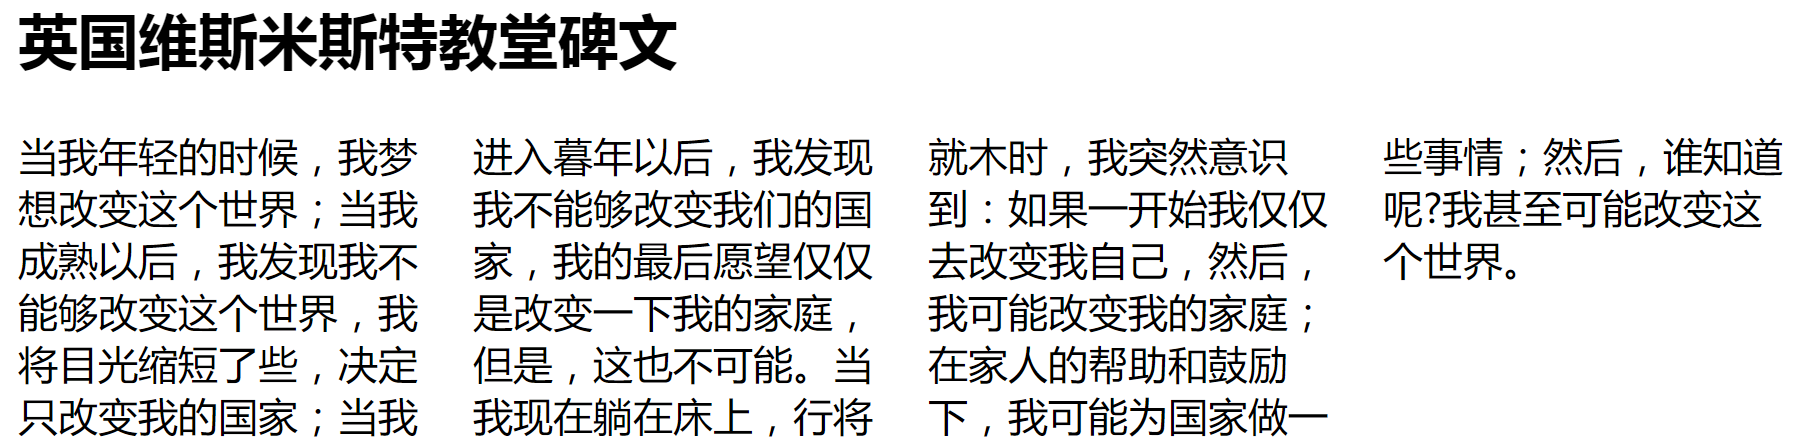 英国维斯米斯特教堂碑文
当我年轻的时候，我梦
想改变这个世界；当我
成熟以后，我发现我不
能够改变这个世界，我
将目光缩短了些，决定
只改变我的国家；当我
进入暮年以后，我发现
我不能够改变我们的国
家，我的最后愿望仅仅
是改变一下我的家庭，
但是，这也不可能。当
我现在躺在床上，行将
就木时，我突然意识
到：如果一开始我仅仅
去改变我自己，然后，
我可能改变我的家庭；
在家人的帮助和鼓励
下，我可能为国家做一
些事情；然后，谁知道
呢?我甚至可能改变这
个世界。